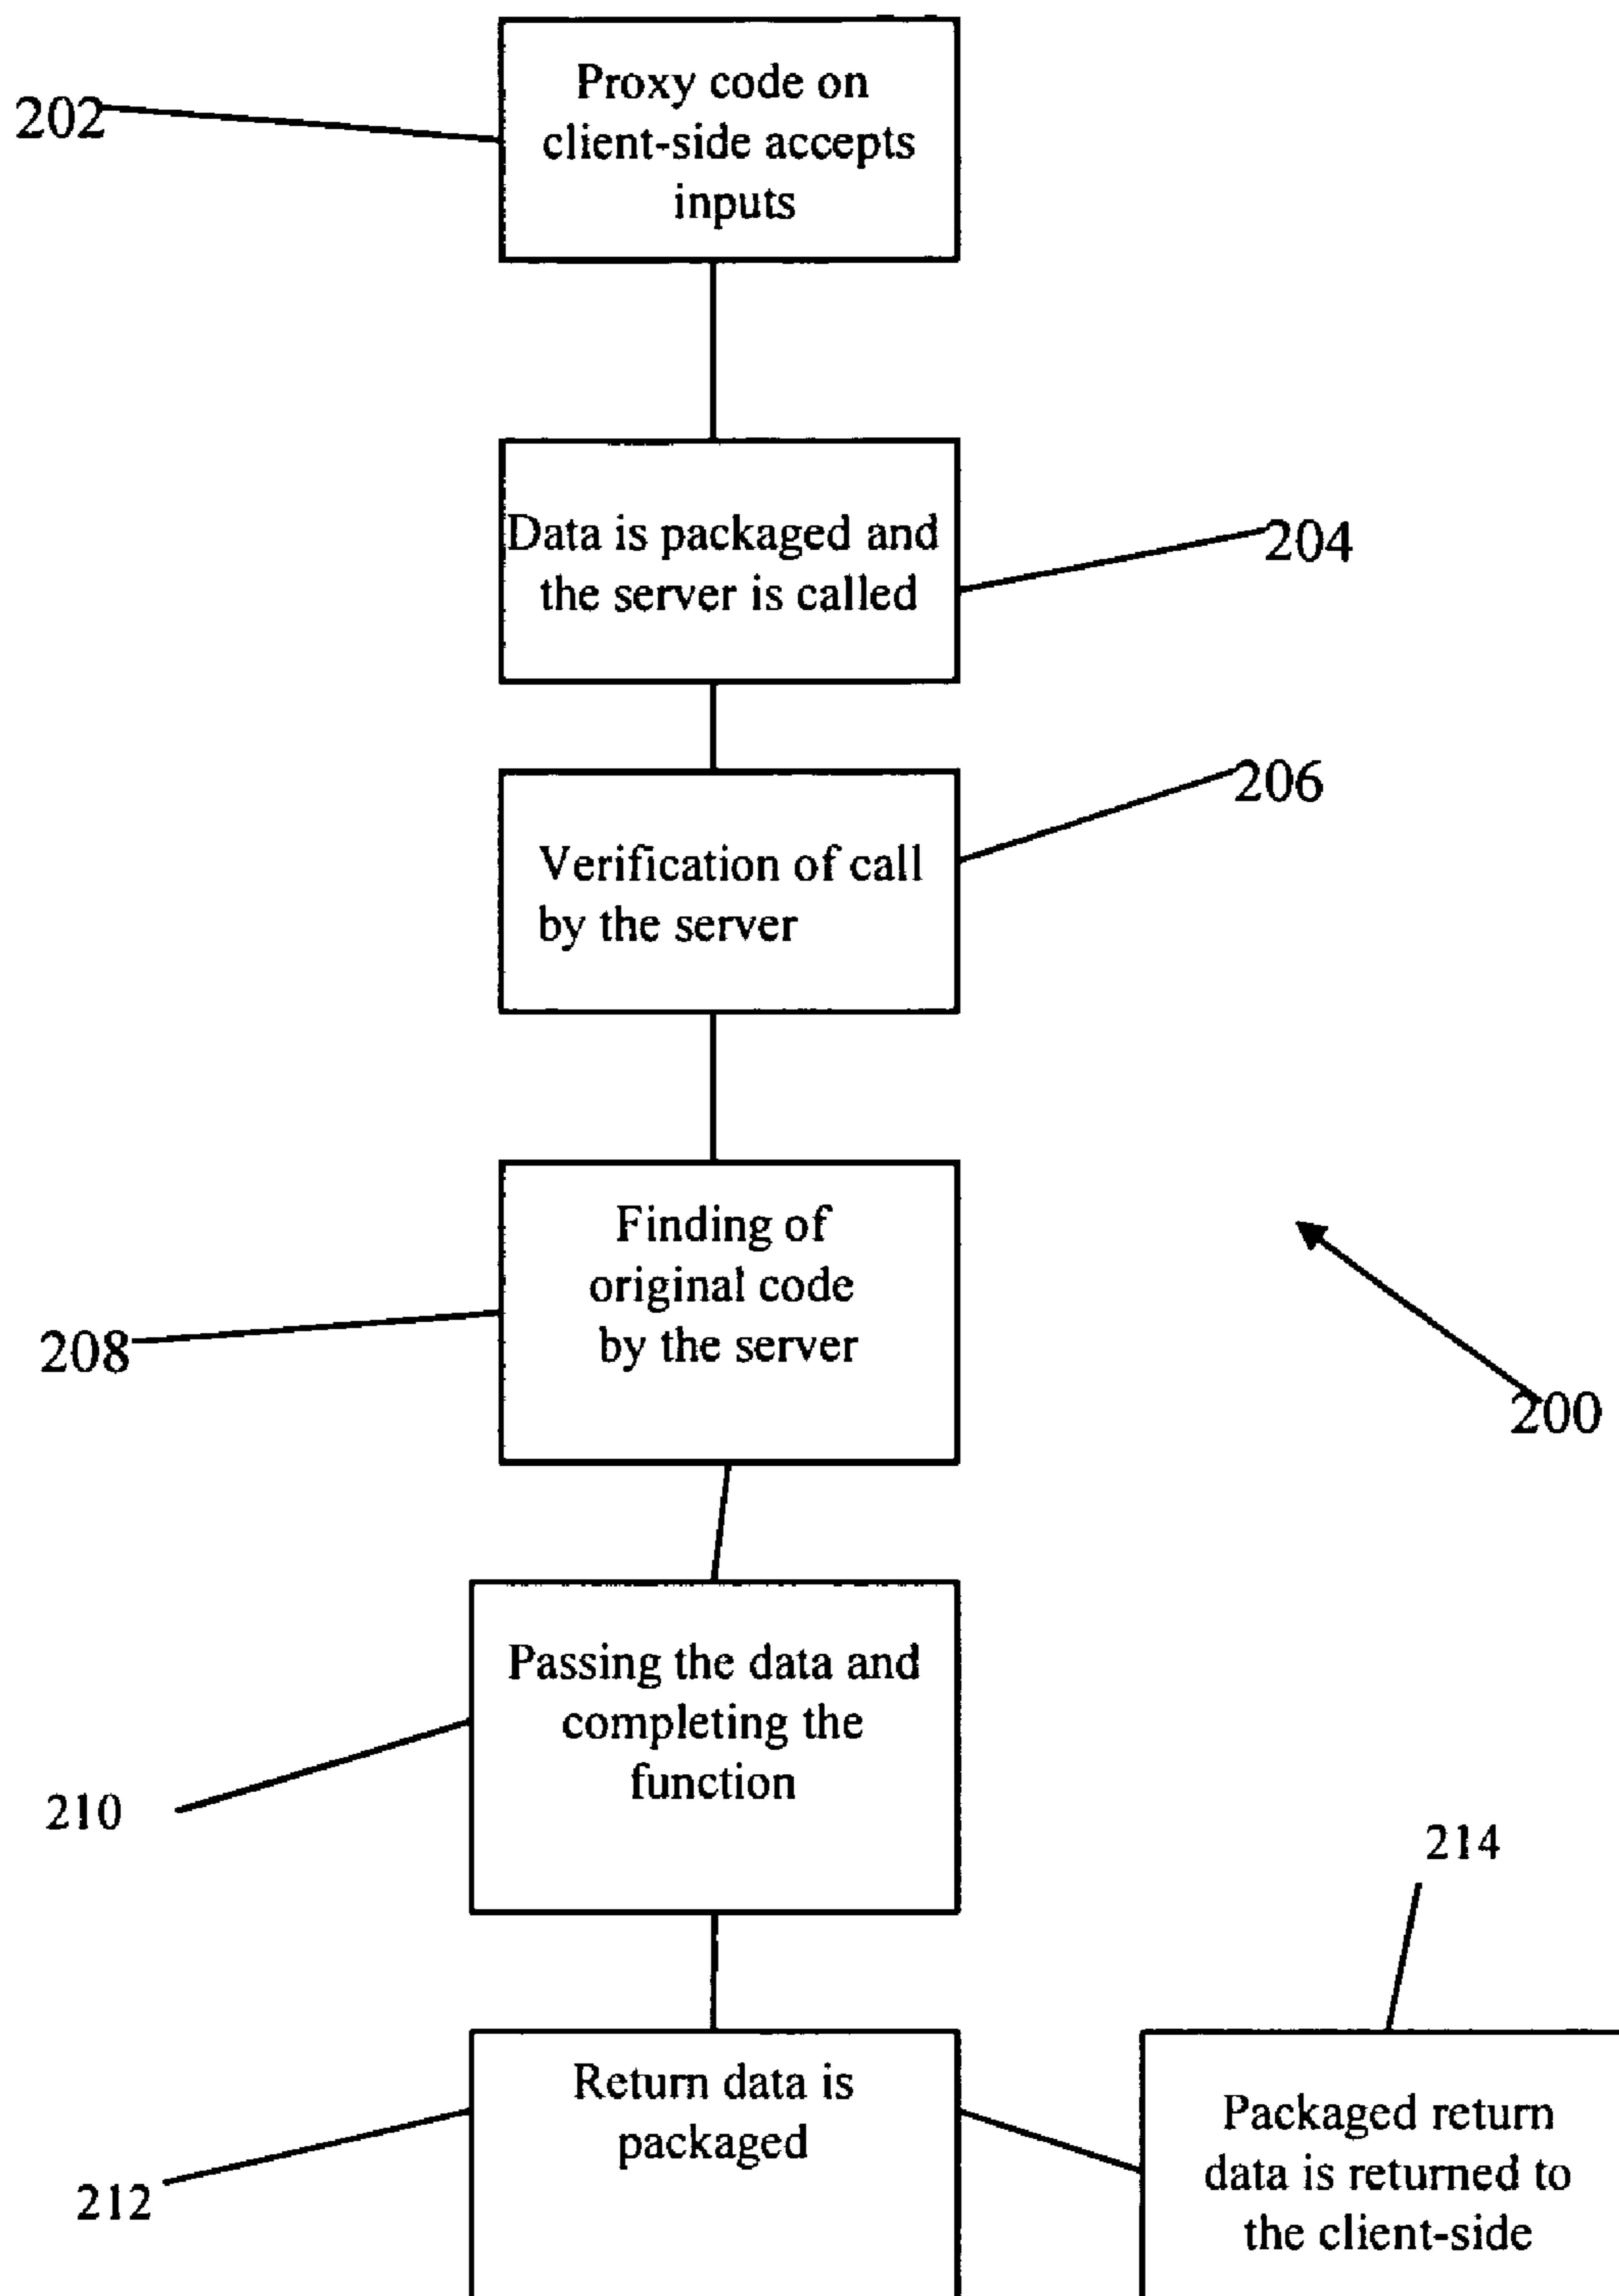 202
Proxy code on
client-side accepts
inputs
Data is packaged and
the server is called
204
206
Verification of call
by the server
Finding of
original code
by the server
208
200
Passing the data and
completing the
function
210
214
Return data is
packaged
212
Packaged return
data is returned to
the client-side